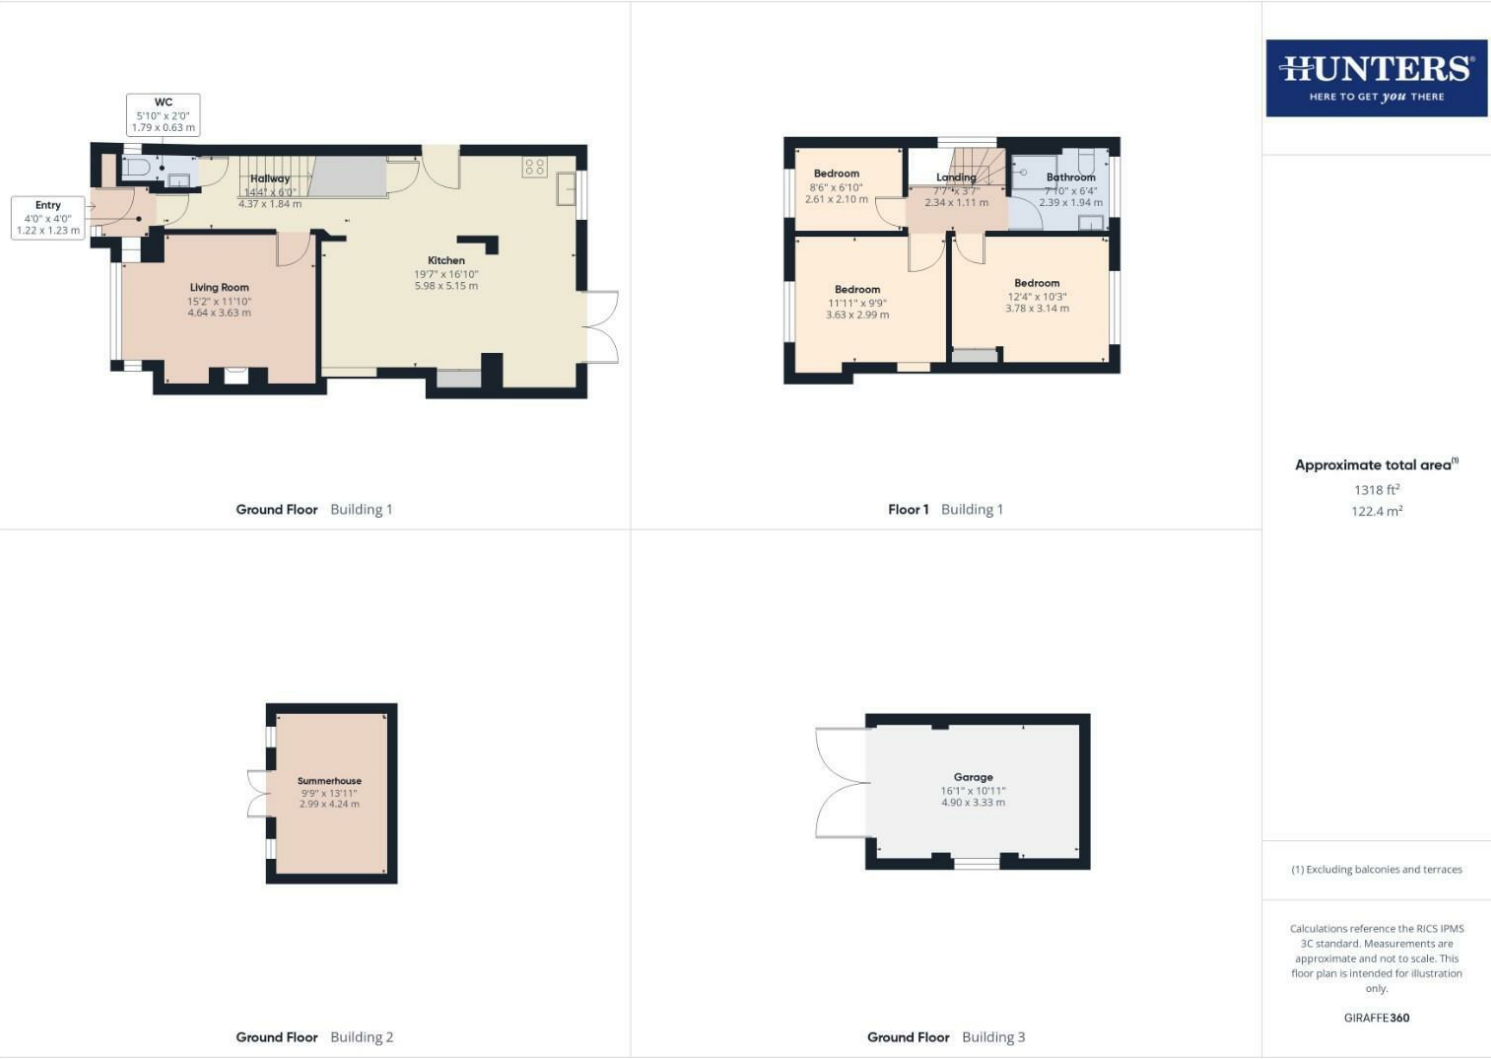 WC
5'10" x 2'0"
1.79 x 0.63 m
Hallway
14'4" x 6'0"
4.37 x 1.84 m
Entry
4'0" x 4'0"
1.22 x 1.23 m
Living Room
15'2" x 11'10"
4.64 x 3.63 m
Kitchen
19'7" x 16'10"
5.98 x 5.15 m
Ground Floor Building 1
Bedroom
8'6" x 6'10"
2.61 x 2.10 m
Landing
7'7" x 3'7"
2.34 x 1.11 m
Bathroom
7'10" x 6'4"
2.39 x 1.94 m
Bedroom
11'11" x 9'9"
3.63 x 2.99 m
Bedroom
12'4" x 10'3"
3.78 x 3.14 m
Floor 1 Building 1
Summerhouse
9'9" x 13'11"
2.99 x 4.24 m
Ground Floor Building 2
Garage
16'1" x 10'11"
4.90 x 3.33 m
Ground Floor Building 3
HUNTERS®
HERE TO GET you THERE
Approximate total area(1)
1318 ft²
122.4 m²
(1) Excluding balconies and terraces
Calculations reference the RICS IPMS
3C standard. Measurements are
approximate and not to scale. This
floor plan is intended for illustration
only.
GIRAFFE360